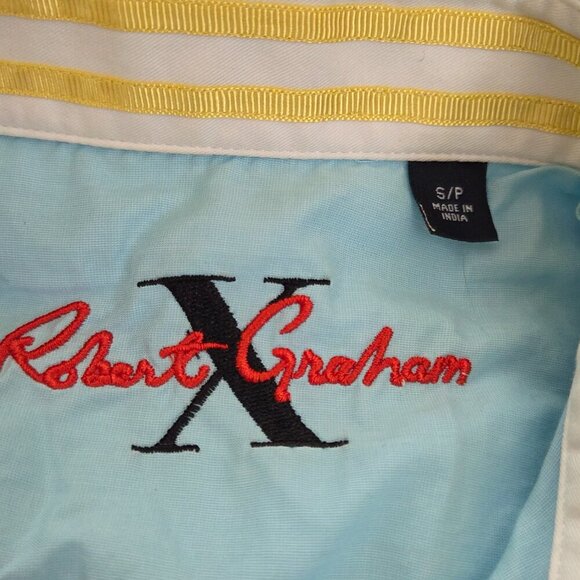 S/P
MADE IN
INDIA
Robert X Graham